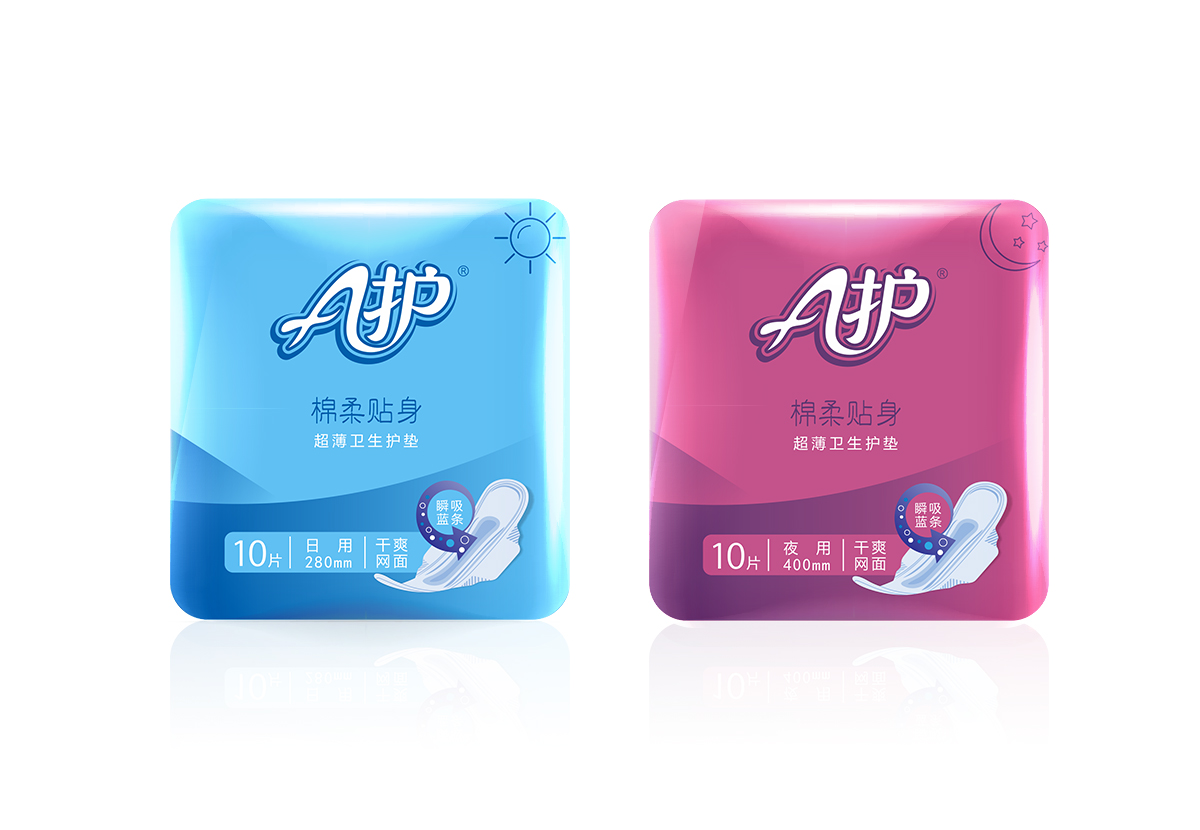 A护®
棉柔贴身
超薄卫生护垫
瞬吸
蓝条
10片 日用 280mm 干爽网面
A护®
棉柔贴身
超薄卫生护垫
瞬吸
蓝条
10片 夜用 400mm 干爽网面